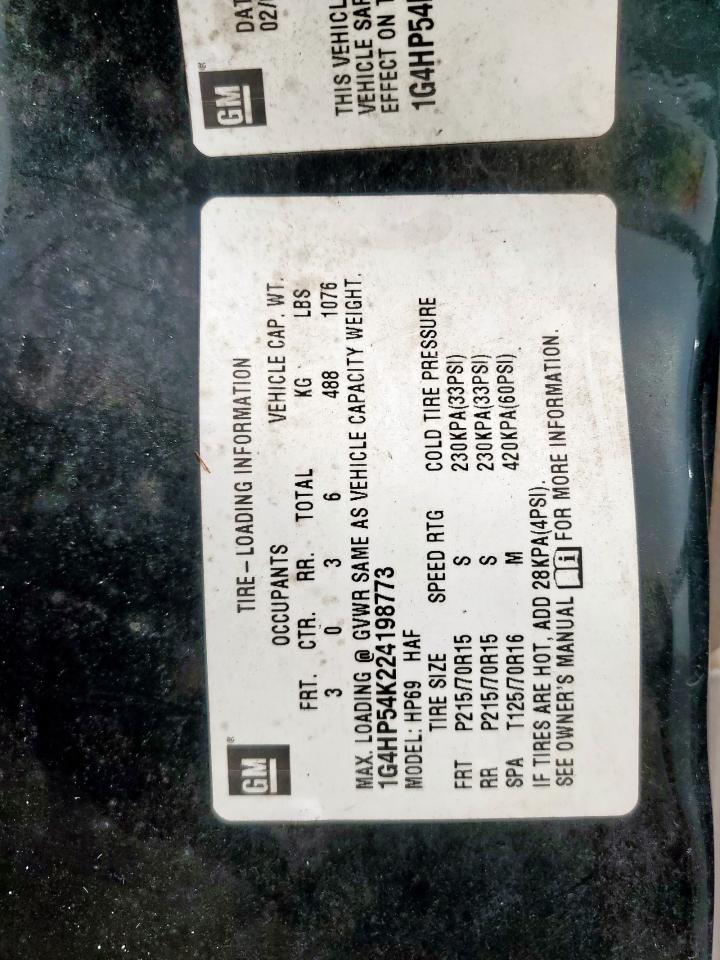 GM
TIRE-LOADING INFORMATION
OCCUPANTS VEHICLE CAP. WT.
FRT. CTR. RR. TOTAL KG LBS
3 0 3 6 488 1076
MAX. LOADING @ GVWR SAME AS VEHICLE CAPACITY WEIGHT.
1G4HP54K224198773
MODEL: HP69 HAF
TIRE SIZE SPEED RTG COLD TIRE PRESSURE
FRT P215/70R15 S 230KPA(33PSI)
RR P215/70R15 S 230KPA(33PSI)
SPA T125/70R16 M 420KPA(60PSI)
IF TIRES ARE HOT, ADD 28KPA(4PSI).
SEE OWNER'S MANUAL FOR MORE INFORMATION.
GM
DAT
02/
THIS VEHICL
VEHICLE SAF
EFFECT ON T
1G4HP54